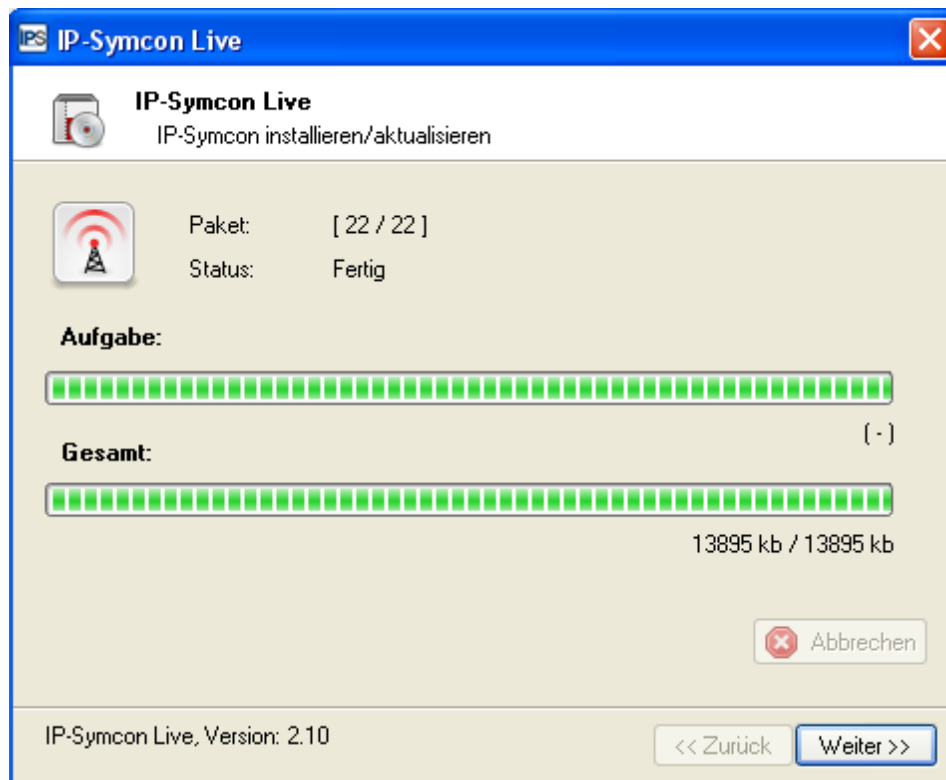 IPS IP-Symcon Live
IP-Symcon Live
IP-Symcon installieren/aktualisieren
Paket: [ 22 / 22 ]
Status: Fertig
Aufgabe:
( - )
Gesamt:
13895 kb / 13895 kb
Abbrechen
IP-Symcon Live, Version: 2.10
<< Zurück Weiter >>